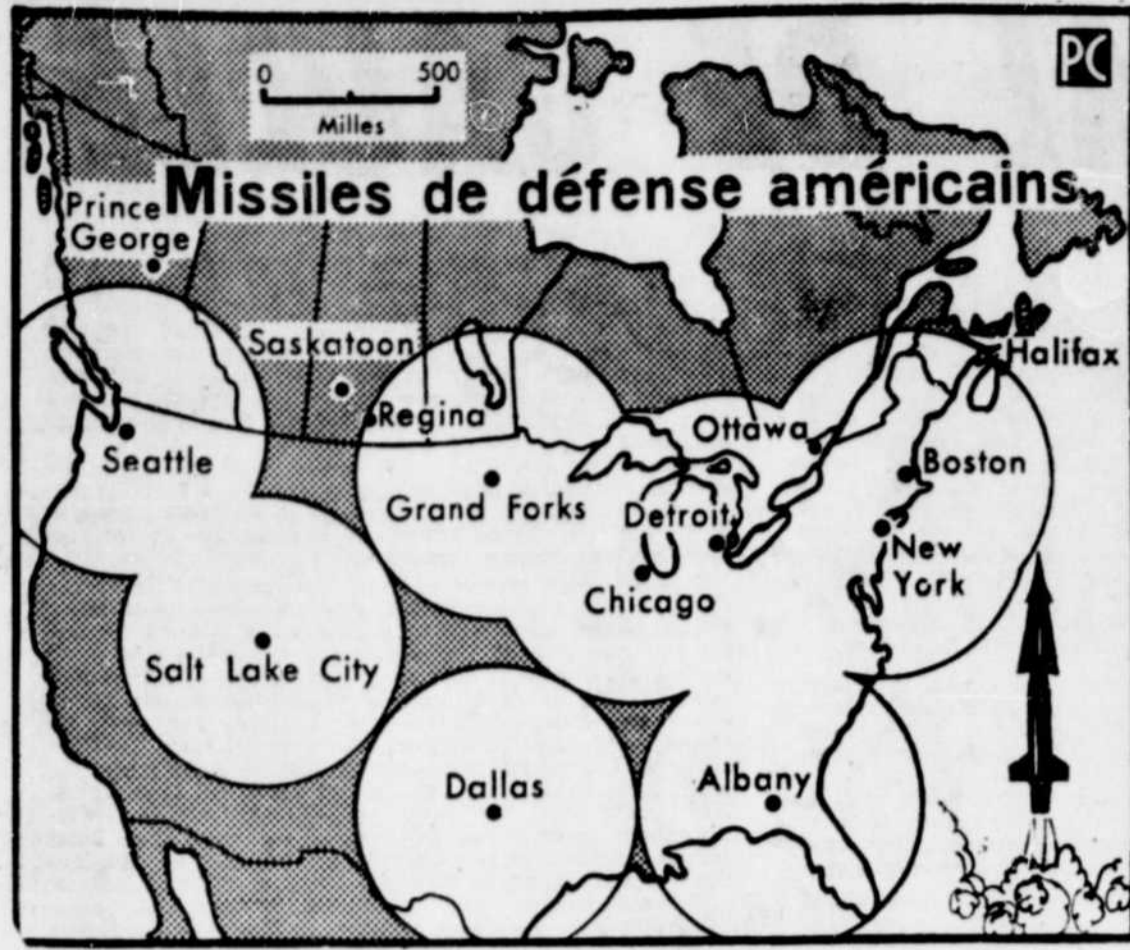 PC
0 500
Milles
Missiles de défense américains
Prince
George
Saskatoon
Halifax
Regina
Ottawa
Seattle
Boston
Grand Forks
Detroit
New
York
Chicago
Salt Lake City
Dallas
Albany